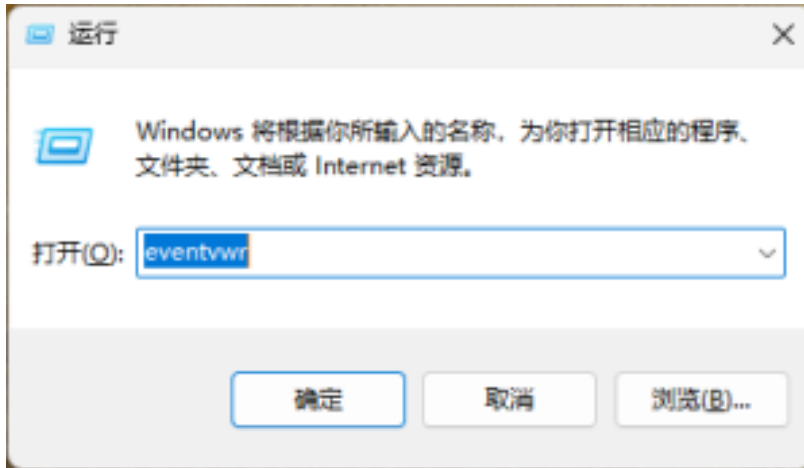 运行
Windows 将根据你所输入的名称，为你打开相应的程序、
文件夹、文档或 Internet 资源。
打开(O): eventvwr
确定 取消 浏览(B)...